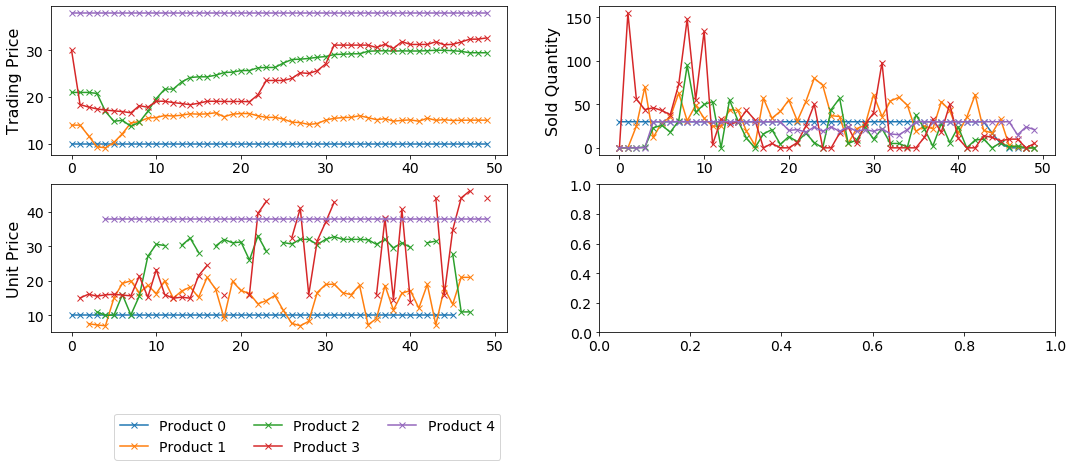 Trading Price
30
20
10
0 10 20 30 40 50
Sold Quantity
150
100
50
0
0 10 20 30 40 50
Unit Price
40
30
20
10
0 10 20 30 40 50
1.0
0.8
0.6
0.4
0.2
0.0
0.0 0.2 0.4 0.6 0.8 1.0
Product 0 Product 2 Product 4
Product 1 Product 3